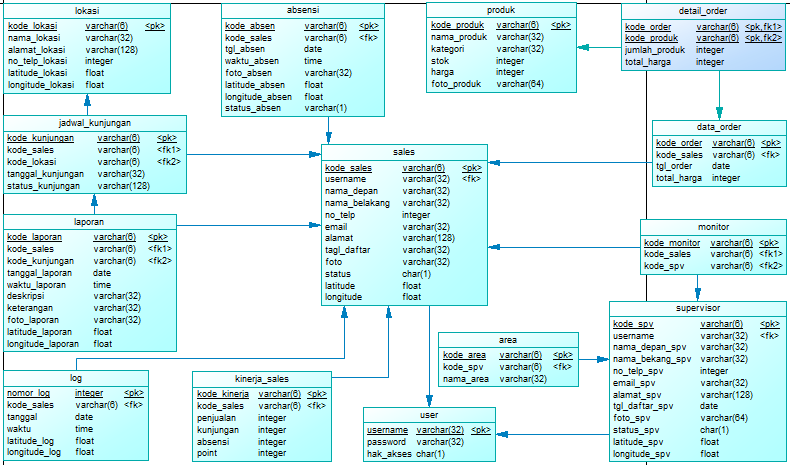 lokasi
kode_lokasi varchar(6) <pk>
nama_lokasi varchar(32)
alamat_lokasi varchar(128)
no_telp_lokasi integer
latitude_lokasi float
longitude_lokasi float
absensi
kode_absen varchar(6) <pk>
kode_sales varchar(6) <fk>
tgl_absen date
waktu_absen time
foto_absen varchar(32)
latitude_absen float
longitude_absen float
status_absen varchar(1)
produk
kode_produk varchar(6) <pk>
nama_produk varchar(32)
kategori varchar(32)
stok integer
harga integer
foto_produk varchar(64)
detail_order
kode_order varchar(6) <pk,fk1>
kode_produk varchar(6) <pk,fk2>
jumlah_produk integer
total_harga integer
jadwal_kunjungan
kode_kunjungan varchar(6) <pk>
kode_sales varchar(6) <fk1>
kode_lokasi varchar(6) <fk2>
tanggal_kunjungan varchar(32)
status_kunjungan varchar(128)
sales
kode_sales varchar(6) <pk>
username varchar(32) <fk>
nama_depan varchar(32)
nama_belakang varchar(32)
no_telp integer
email varchar(32)
alamat varchar(128)
tagl_daftar varchar(32)
foto varchar(32)
status char(1)
latitude float
longitude float
data_order
kode_order varchar(6) <pk>
kode_sales varchar(6) <fk>
tgl_order date
total_harga integer
laporan
kode_laporan varchar(6) <pk>
kode_sales varchar(6) <fk1>
kode_kunjungan varchar(6) <fk2>
tanggal_laporan date
waktu_laporan time
deskripsi varchar(32)
keterangan varchar(32)
foto_laporan varchar(32)
latitude_laporan float
longitude_laporan float
monitor
kode_monitor varchar(6) <pk>
kode_sales varchar(6) <fk1>
kode_spv varchar(6) <fk2>
supervisor
kode_spv varchar(6) <pk>
username varchar(32) <fk>
nama_depan_spv varchar(32)
nama_bekang_spv varchar(32)
no_telp_spv integer
email_spv varchar(32)
alamat_spv varchar(128)
tgl_daftar_spv date
foto_spv varchar(64)
status_spv char(1)
latitude_spv float
longitude_spv float
area
kode_area varchar(6) <pk>
kode_spv varchar(6) <fk>
nama_area varchar(32)
log
nomor_log integer <pk>
kode_sales varchar(6) <fk>
tanggal date
waktu time
latitude_log float
longitude_log float
kinerja_sales
kode_kinerja varchar(6) <pk>
kode_sales varchar(6) <fk>
penjualan integer
kunjungan integer
absensi integer
point integer
user
username varchar(32) <pk>
password varchar(32)
hak_akses char(1)